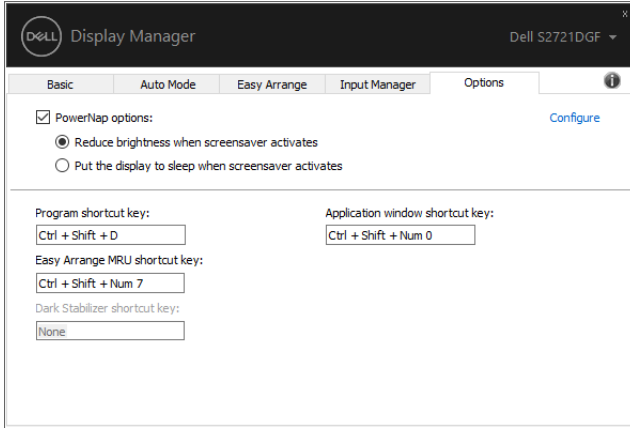 x
DELL Display Manager
Dell S2721DGF
Basic Auto Mode Easy Arrange Input Manager Options
PowerNap options:
Configure
Reduce brightness when screensaver activates
Put the display to sleep when screensaver activates
Program shortcut key:
Application window shortcut key:
Ctrl + Shift + D
Ctrl + Shift + Num 0
Easy Arrange MRU shortcut key:
Ctrl + Shift + Num 7
Dark Stabilizer shortcut key:
None